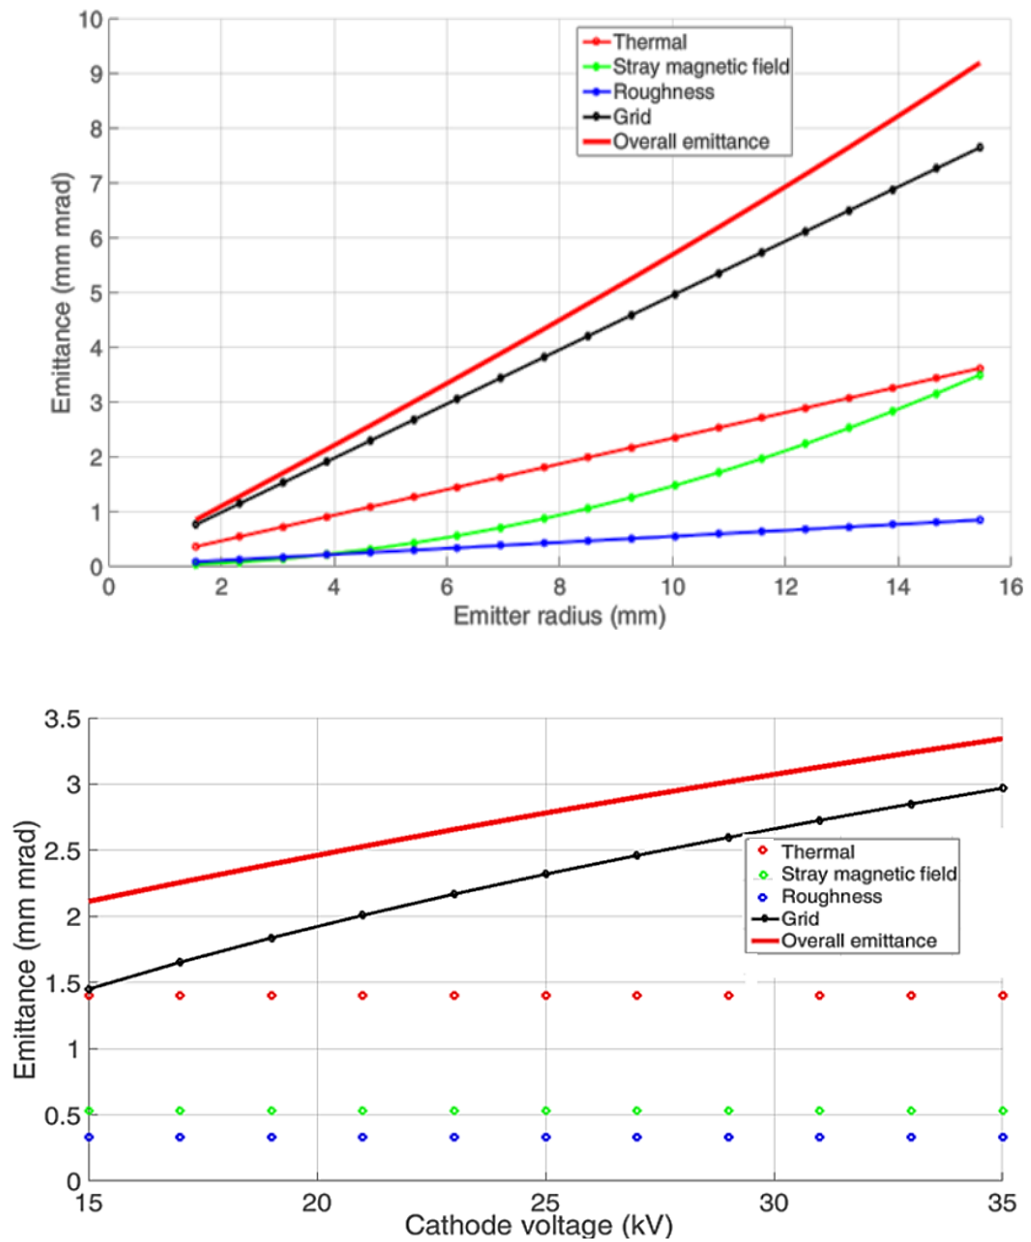 10
9
8
7
6
5
4
3
2
1
0
Emittance (mm mrad)
Thermal
Stray magnetic field
Roughness
Grid
Overall emittance
0 2 4 6 8 10 12 14 16
Emitter radius (mm)
3.5
3
2.5
2
1.5
1
0.5
0
Emittance (mm mrad)
Thermal
Stray magnetic field
Roughness
Grid
Overall emittance
15 20 25 30 35
Cathode voltage (kV)